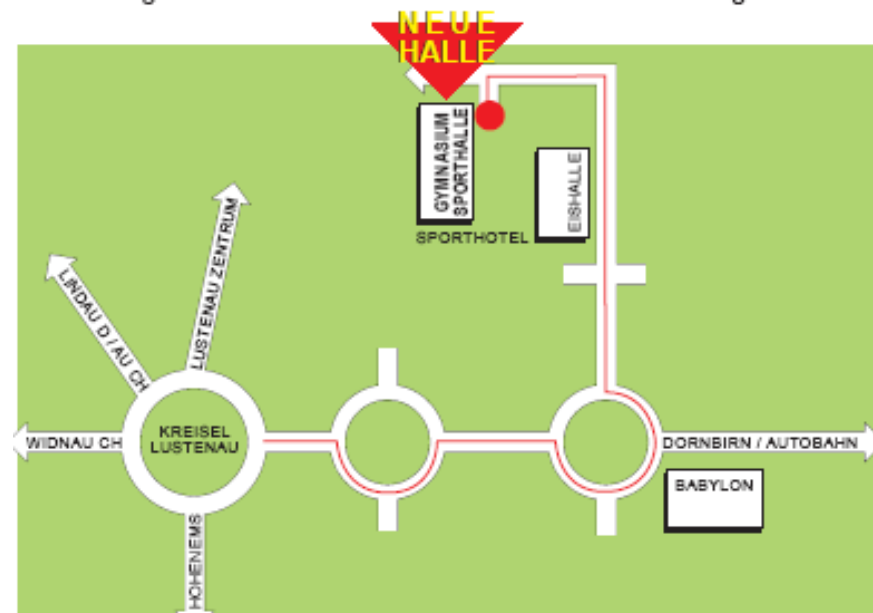 NEUE
HALLE
GYMNASIUM
SPORTHALLE
EISHALLE
SPORTHOTEL
LUSTENAU ZENTRUM
LINDAU D / AU CH
KREISEL
LUSTENAU
WIDNAU CH
DORNBIRN / AUTOBAHN
BABYLON
HOHENEMS